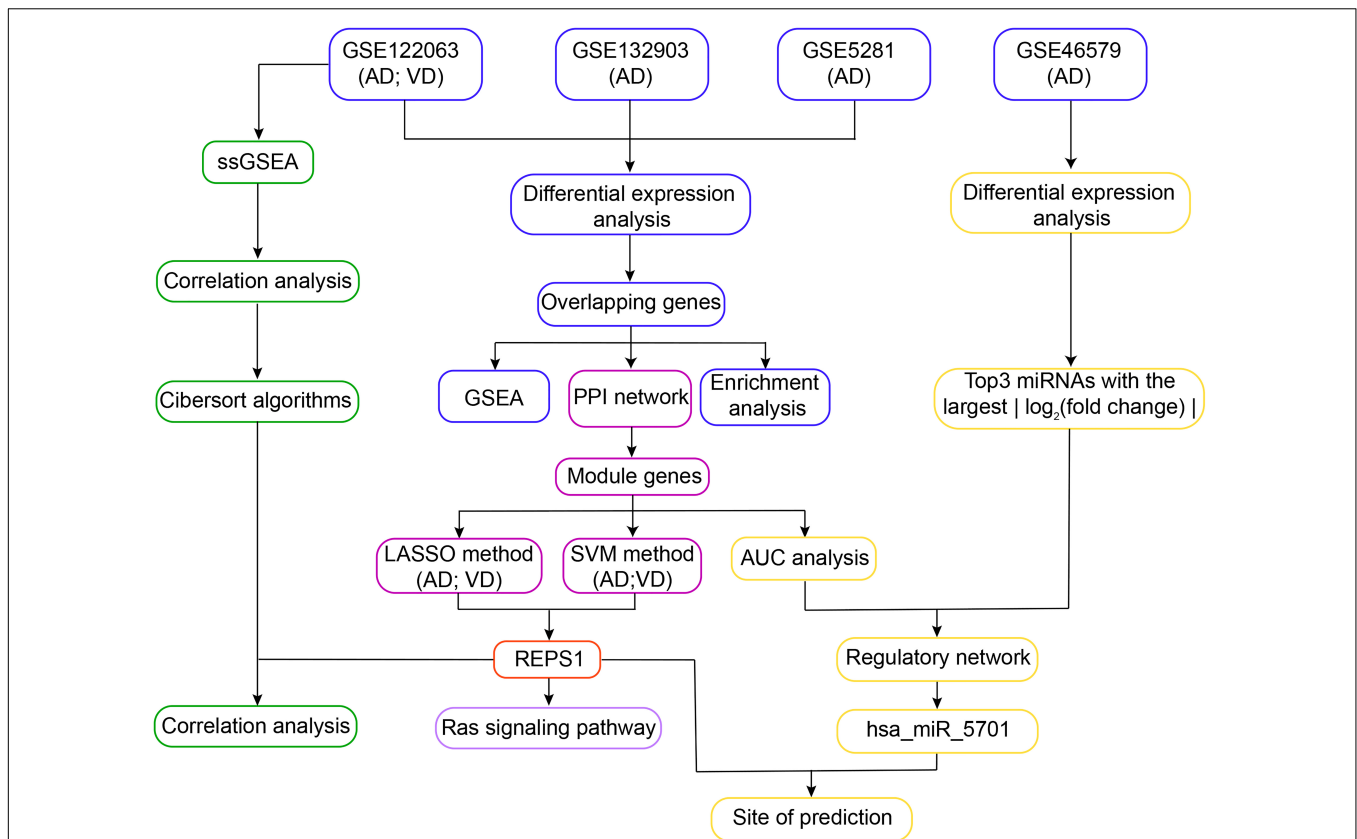 GSE122063
(AD; VD)
GSE132903
(AD)
GSE5281
(AD)
GSE46579
(AD)
ssGSEA
Differential expression
analysis
Differential expression
analysis
Correlation analysis
Overlapping genes
Cibersort algorithms
GSEA
PPI network
Enrichment
analysis
Top3 miRNAs with the
largest | log₂(fold change) |
Module genes
LASSO method
(AD; VD)
SVM method
(AD;VD)
AUC analysis
REPS1
Regulatory network
Correlation analysis
Ras signaling pathway
hsa_miR_5701
Site of prediction